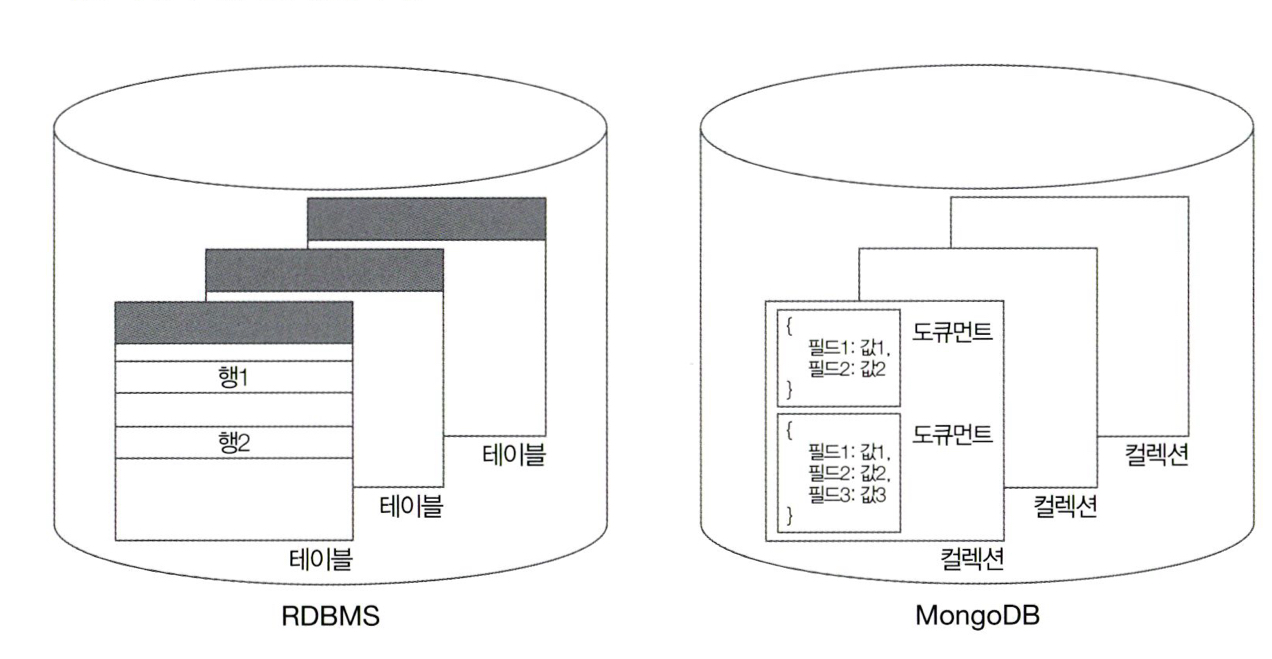 행1
행2
테이블
테이블
테이블
RDBMS
{
필드1: 값1,
필드2: 값2
}
도큐먼트
{
필드1: 값1,
필드2: 값2,
필드3: 값3
}
도큐먼트
컬렉션
컬렉션
컬렉션
MongoDB